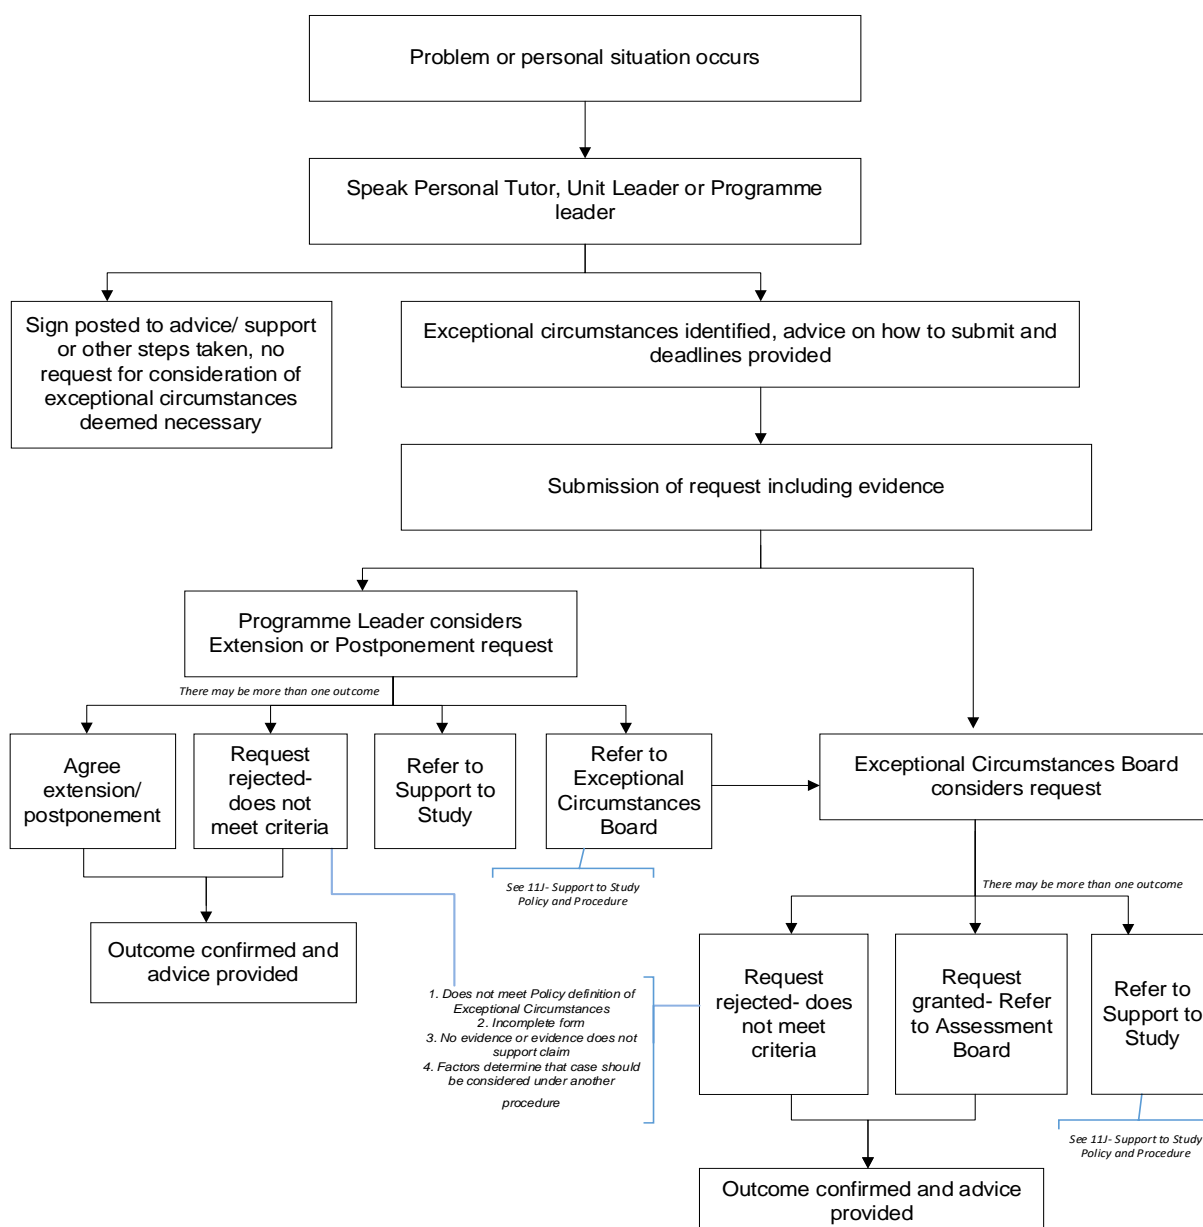 Problem or personal situation occurs
Speak Personal Tutor, Unit Leader or Programme
leader
Sign posted to advice/ support
or other steps taken, no
request for consideration of
exceptional circumstances
deemed necessary
Exceptional circumstances identified, advice on how to submit and
deadlines provided
Submission of request including evidence
Programme Leader considers
Extension or Postponement request
There may be more than one outcome
Agree
extension/
postponement
Request
rejected-
does not
meet criteria
Refer to
Support to
Study
Refer to
Exceptional
Circumstances
Board
Exceptional Circumstances Board
considers request
See 11J- Support to Study
Policy and Procedure
There may be more than one outcome
Outcome confirmed and
advice provided
1. Does not meet Policy definition of
Exceptional Circumstances
2. Incomplete form
3. No evidence or evidence does not
support claim
4. Factors determine that case should
be considered under another
procedure
Request
rejected- does
not meet
criteria
Request
granted- Refer
to Assessment
Board
Refer to
Support to
Study
See 11J- Support to Study
Policy and Procedure
Outcome confirmed and advice
provided